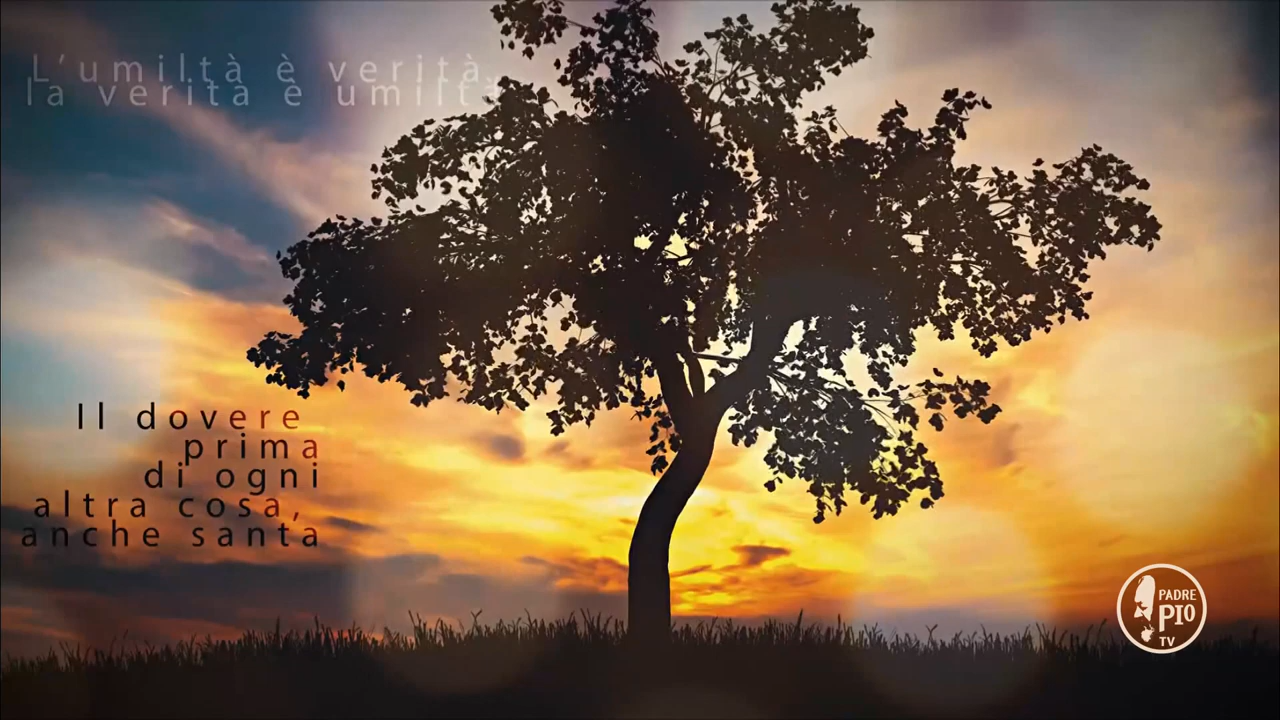 L'umiltà è verità,
la verità è umiltà
Il dovere
prima
di ogni
altra cosa,
anche santa
PADRE
PIO
TV